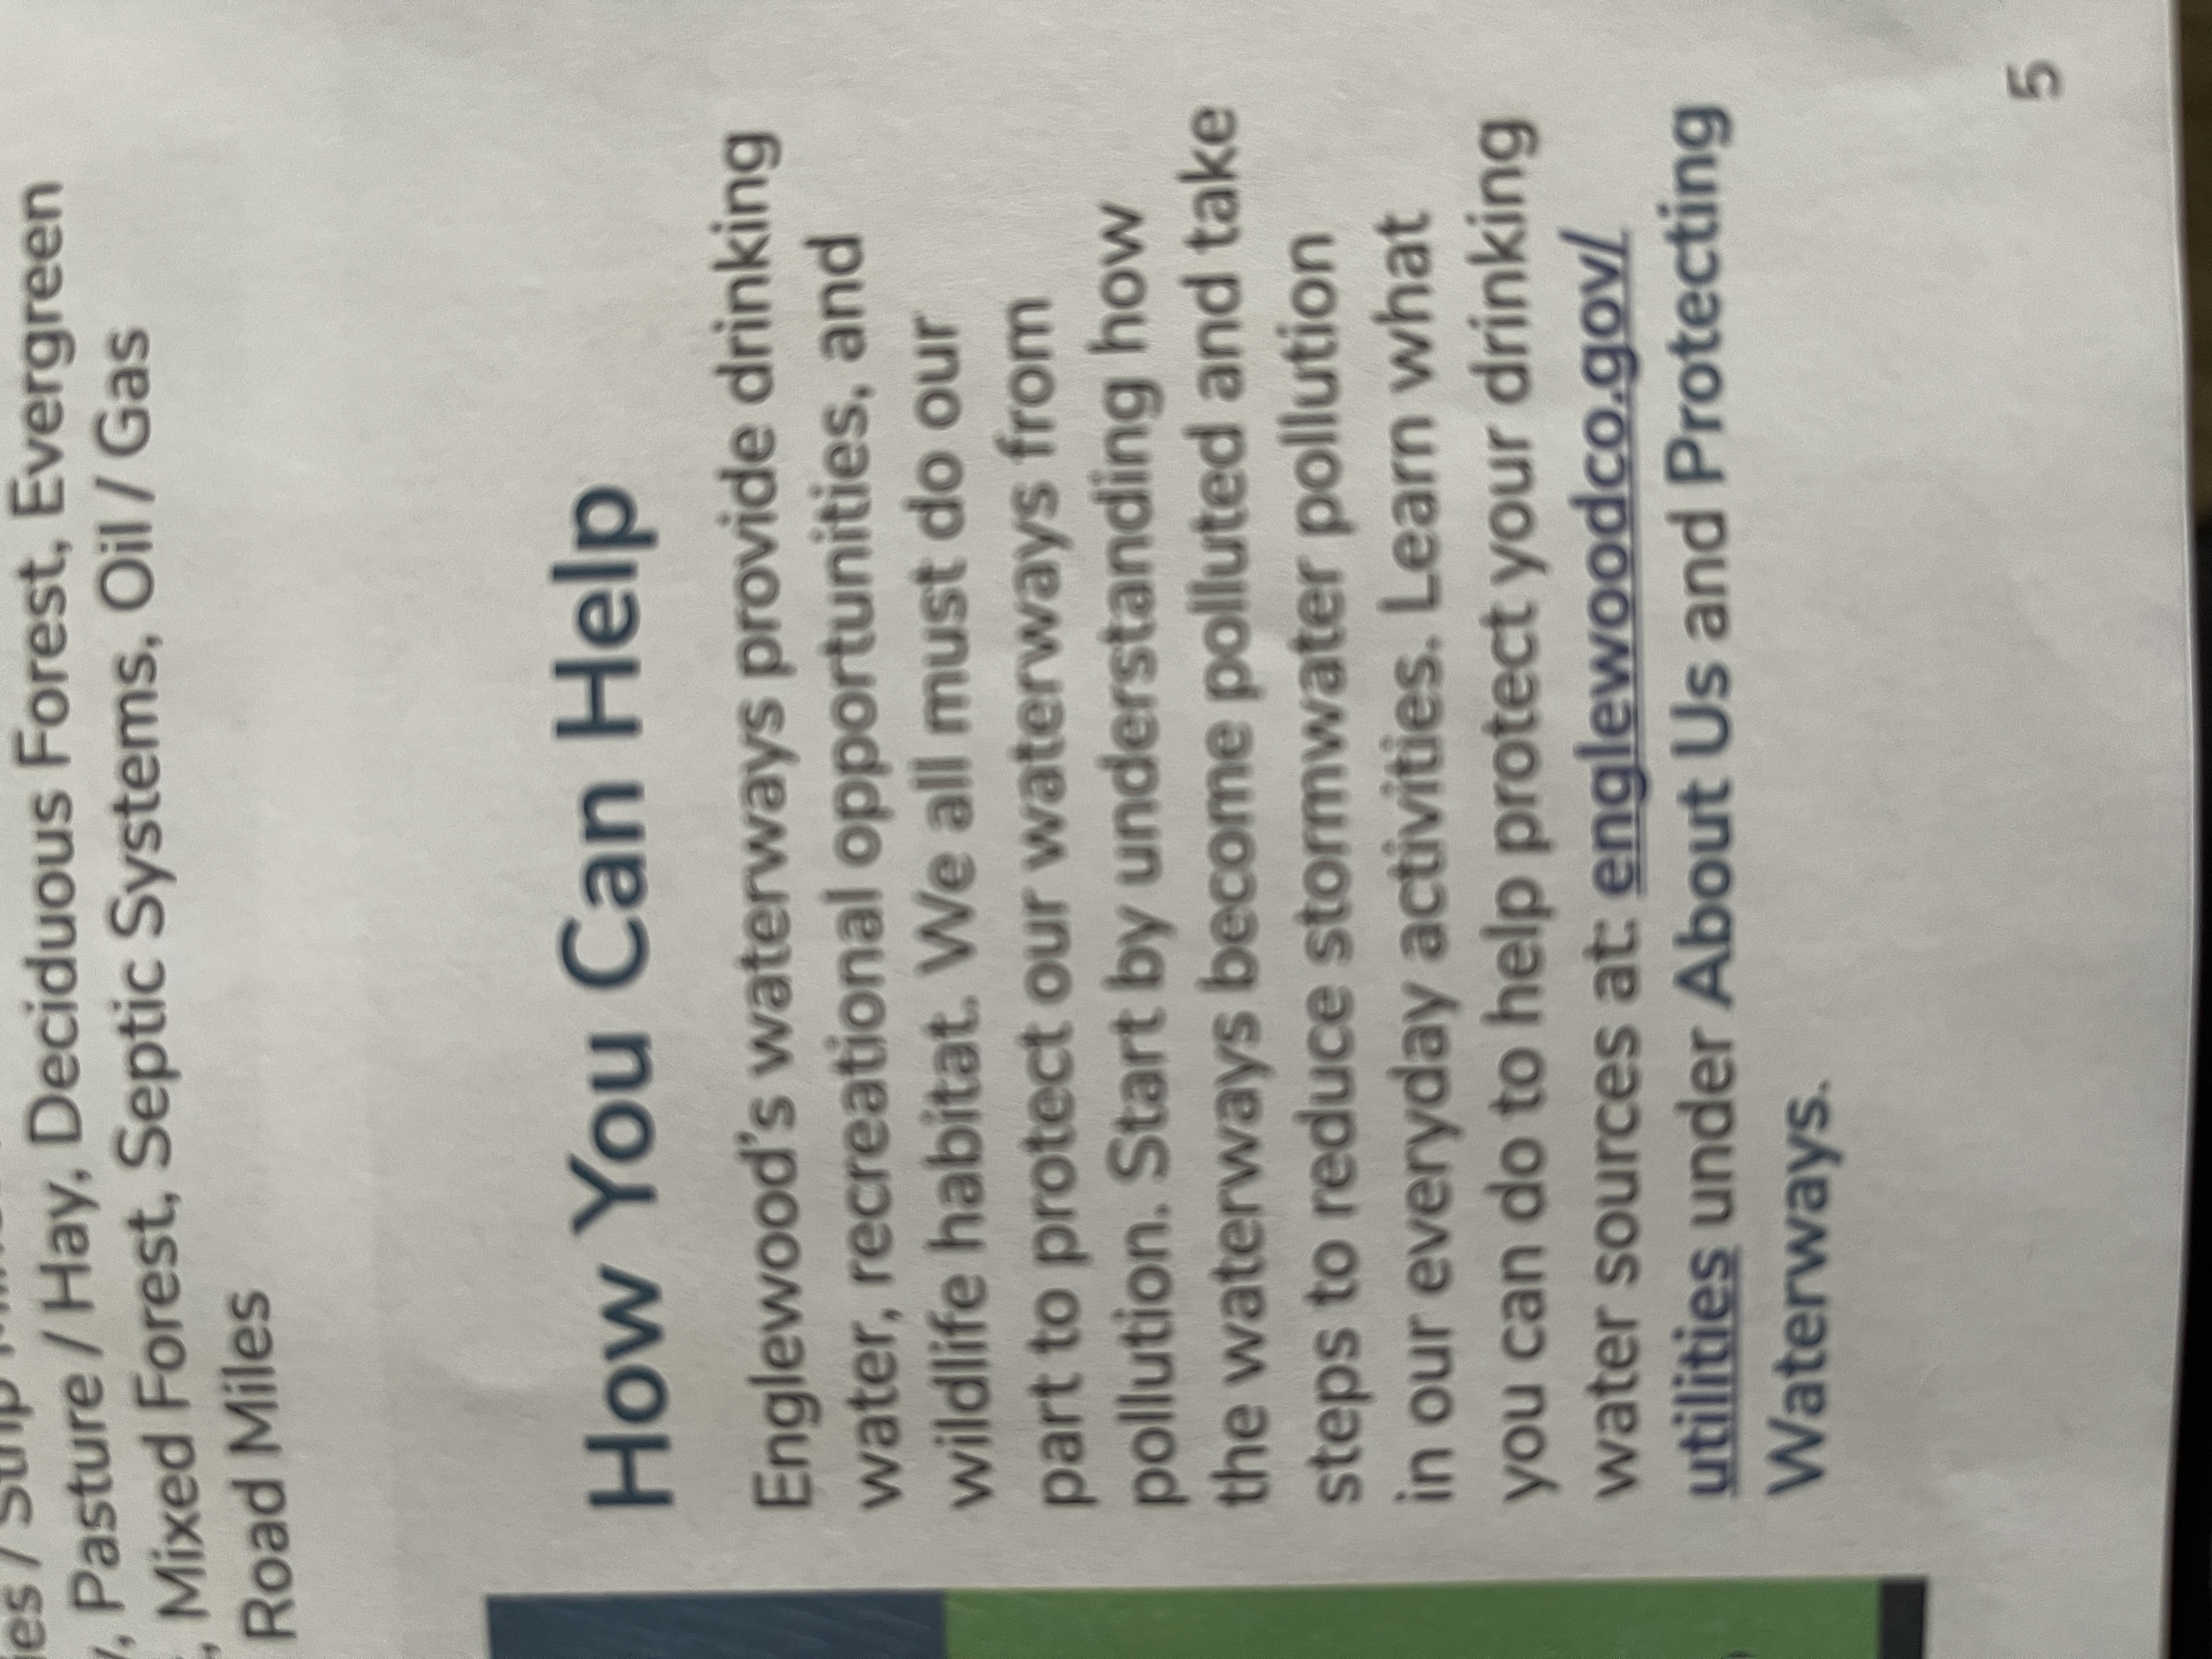 / Strip
Pasture / Hay, Deciduous Forest, Evergreen
, Mixed Forest, Septic Systems, Oil / Gas
Road Miles
How You Can Help
Englewood's waterways provide drinking
water, recreational opportunities, and
wildlife habitat. We all must do our
part to protect our waterways from
pollution. Start by understanding how
the waterways become polluted and take
steps to reduce stormwater pollution
in our everyday activities. Learn what
you can do to help protect your drinking
water sources at: englewoodco.gov/
utilities under About Us and Protecting
Waterways.
5